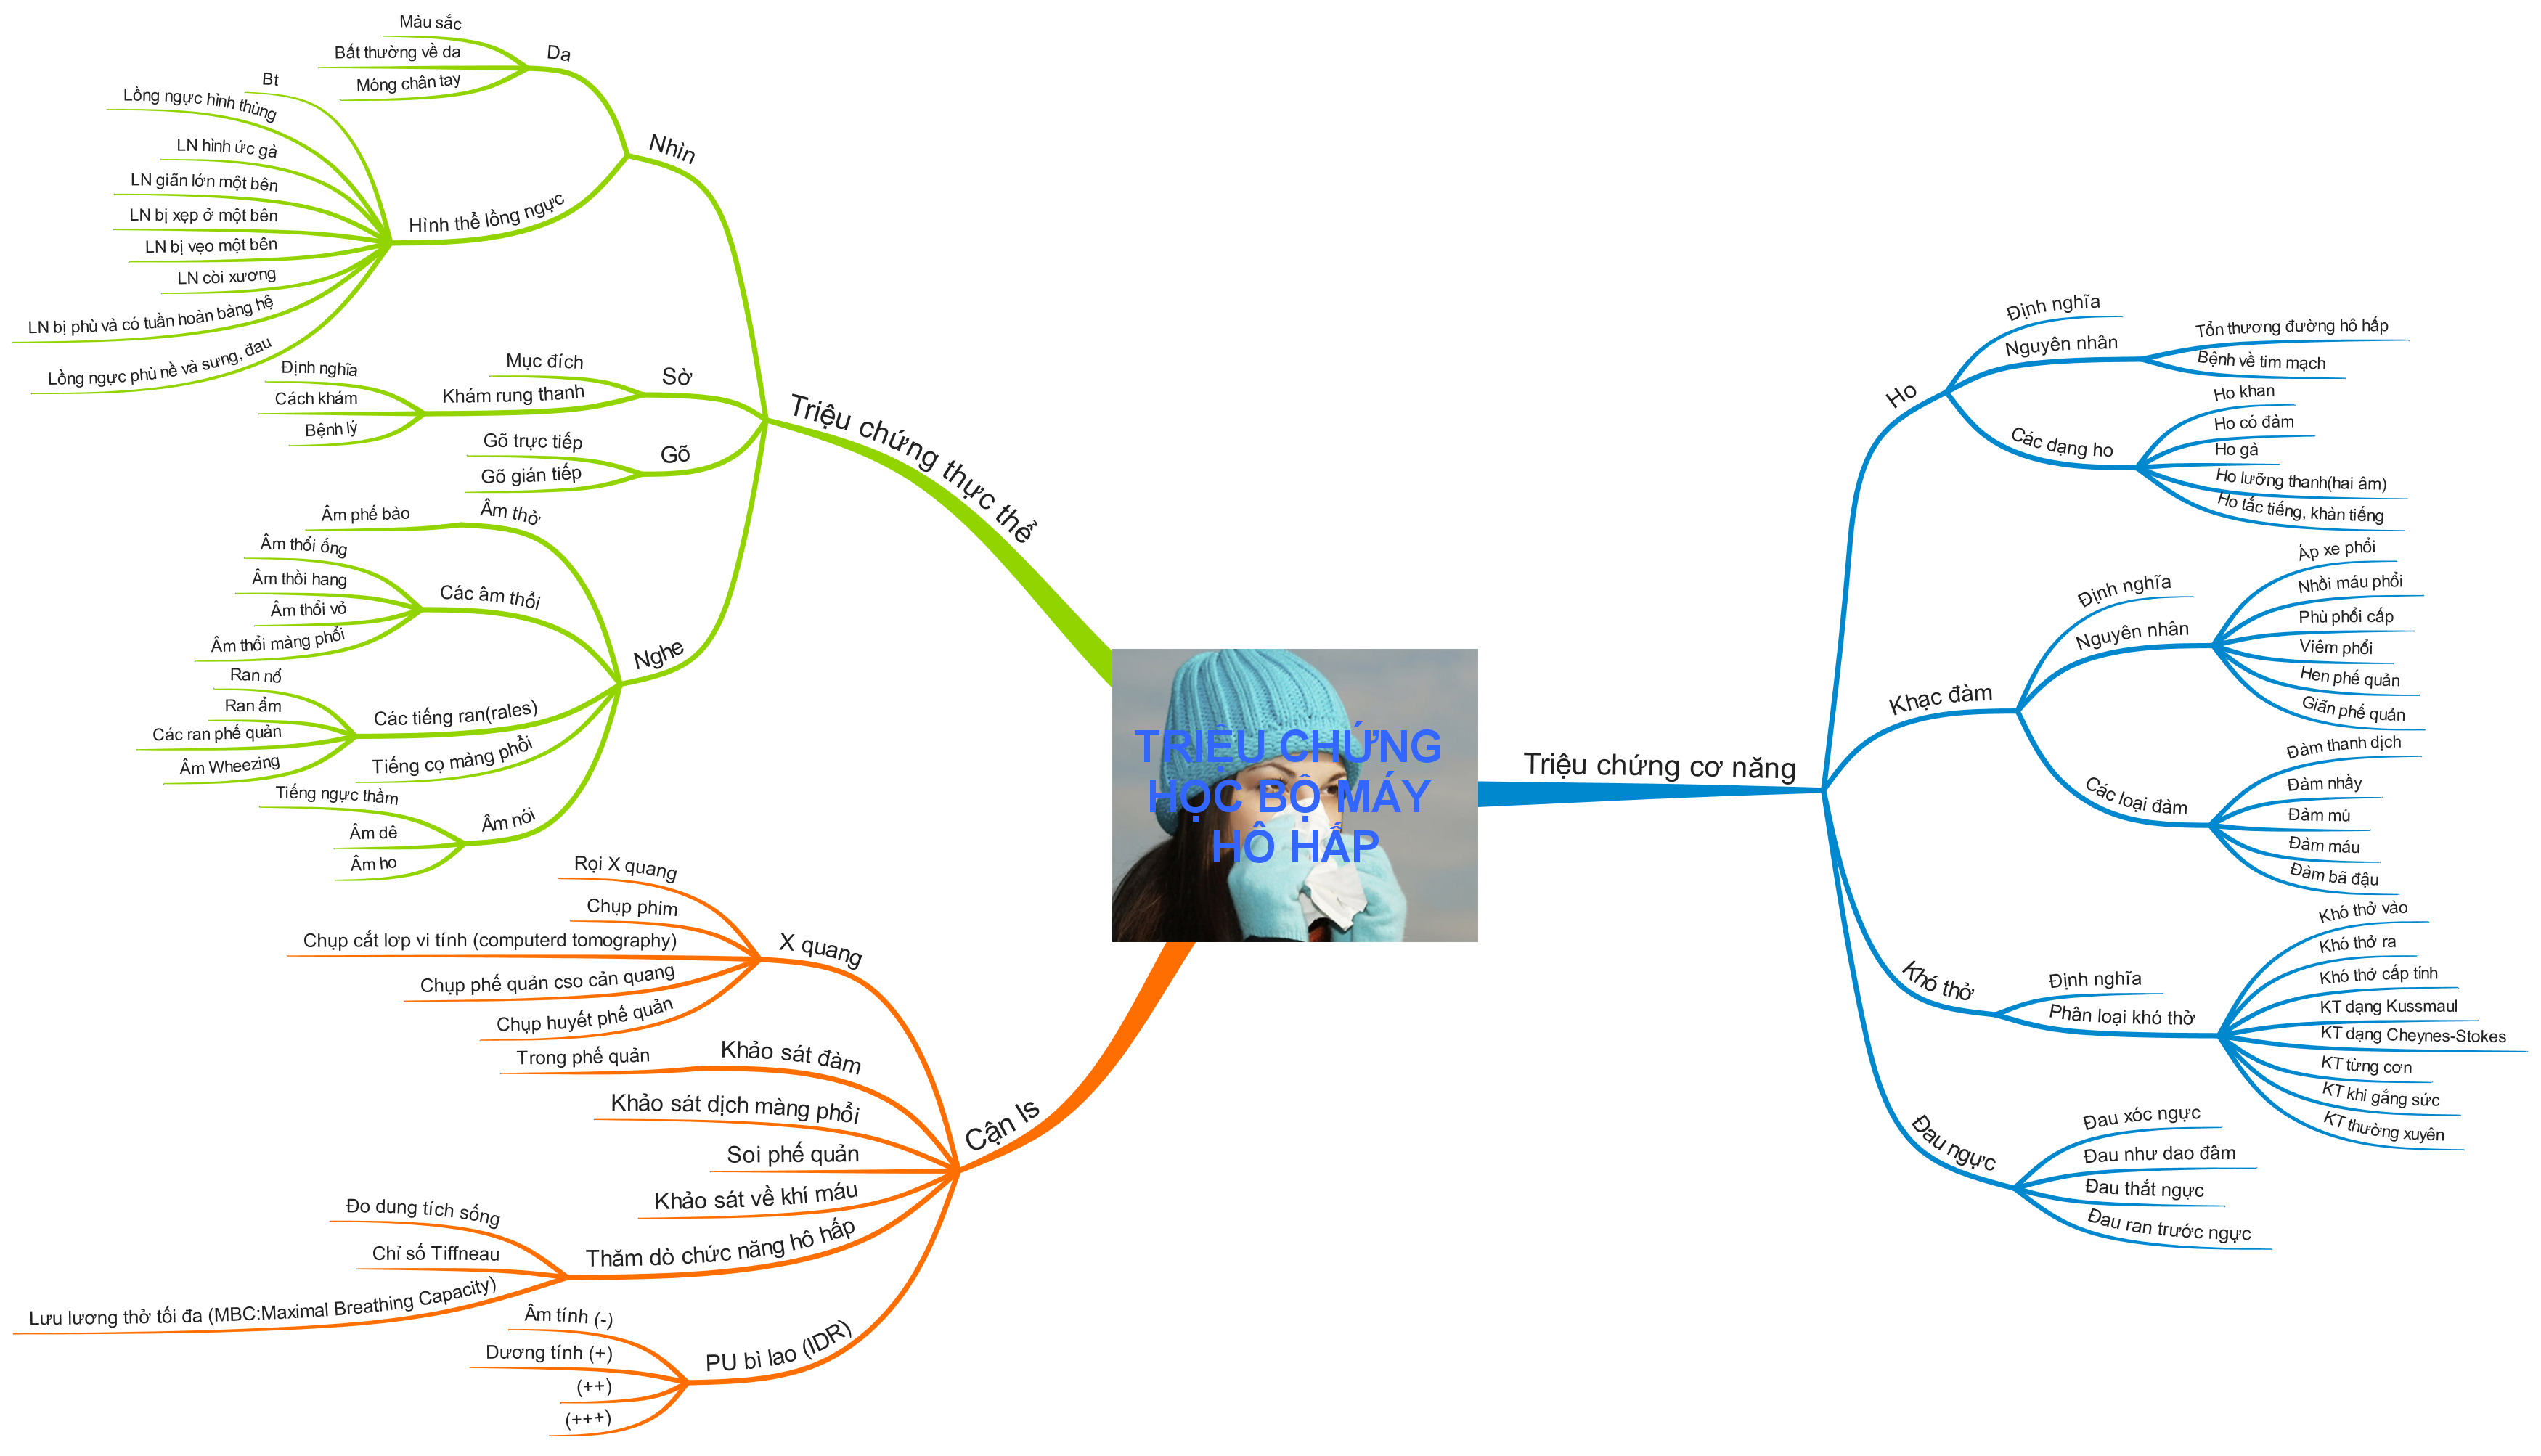 TRIỆU CHỨNG
HỌC BỘ MÁY
HÔ HẤP
Triệu chứng cơ năng
Ho
Định nghĩa
Nguyên nhân
Tổn thương đường hô hấp
Bệnh về tim mạch
Các dạng ho
Ho khan
Ho có đàm
Ho gà
Ho lưỡng thanh(hai âm)
Ho tắc tiếng, khàn tiếng
Khạc đàm
Định nghĩa
Nguyên nhân
Áp xe phổi
Nhồi máu phổi
Phù phổi cấp
Viêm phổi
Hen phế quản
Giãn phế quản
Các loại đàm
Đàm thanh dịch
Đàm nhầy
Đàm mủ
Đàm máu
Đàm bã đậu
Khó thở
Định nghĩa
Phân loại khó thở
Khó thở vào
Khó thở ra
Khó thở cấp tính
KT dạng Kussmaul
KT dạng Cheynes-Stokes
KT từng cơn
KT khi gắng sức
KT thường xuyên
Đau ngực
Đau xóc ngực
Đau như dao đâm
Đau thắt ngực
Đau ran trước ngực
Triệu chứng thực thể
Nhìn
Da
Màu sắc
Bất thường về da
Móng chân tay
Hình thể lồng ngực
Bt
Lồng ngực hình thùng
LN hình ức gà
LN giãn lớn một bên
LN bị xẹp ở một bên
LN bị vẹo một bên
LN còi xương
LN bị phù và có tuần hoàn bàng hệ
Lồng ngực phù nề và sưng, đau
Sờ
Mục đích
Khám rung thanh
Định nghĩa
Cách khám
Bệnh lý
Gõ
Gõ trực tiếp
Gõ gián tiếp
Nghe
Âm thở
Âm phế bào
Các âm thổi
Âm thổi ống
Âm thồi hang
Âm thổi vỏ
Âm thổi màng phổi
Các tiếng ran(rales)
Ran nổ
Ran ẩm
Các ran phế quản
Âm Wheezing
Tiếng cọ màng phổi
Âm nói
Tiếng ngực thầm
Âm dê
Âm ho
Cận ls
X quang
Rọi X quang
Chụp phim
Chụp cắt lơp vi tính (computerd tomography)
Chụp phế quản cso cản quang
Chụp huyết phế quản
Khảo sát đàm
Trong phế quản
Khảo sát dịch màng phổi
Soi phế quản
Khảo sát về khí máu
Thăm dò chức năng hô hấp
Đo dung tích sống
Chỉ số Tiffneau
Lưu lương thở tối đa (MBC:Maximal Breathing Capacity)
PU bì lao (IDR)
Âm tính (-)
Dương tính (+)
(++)
(+++)